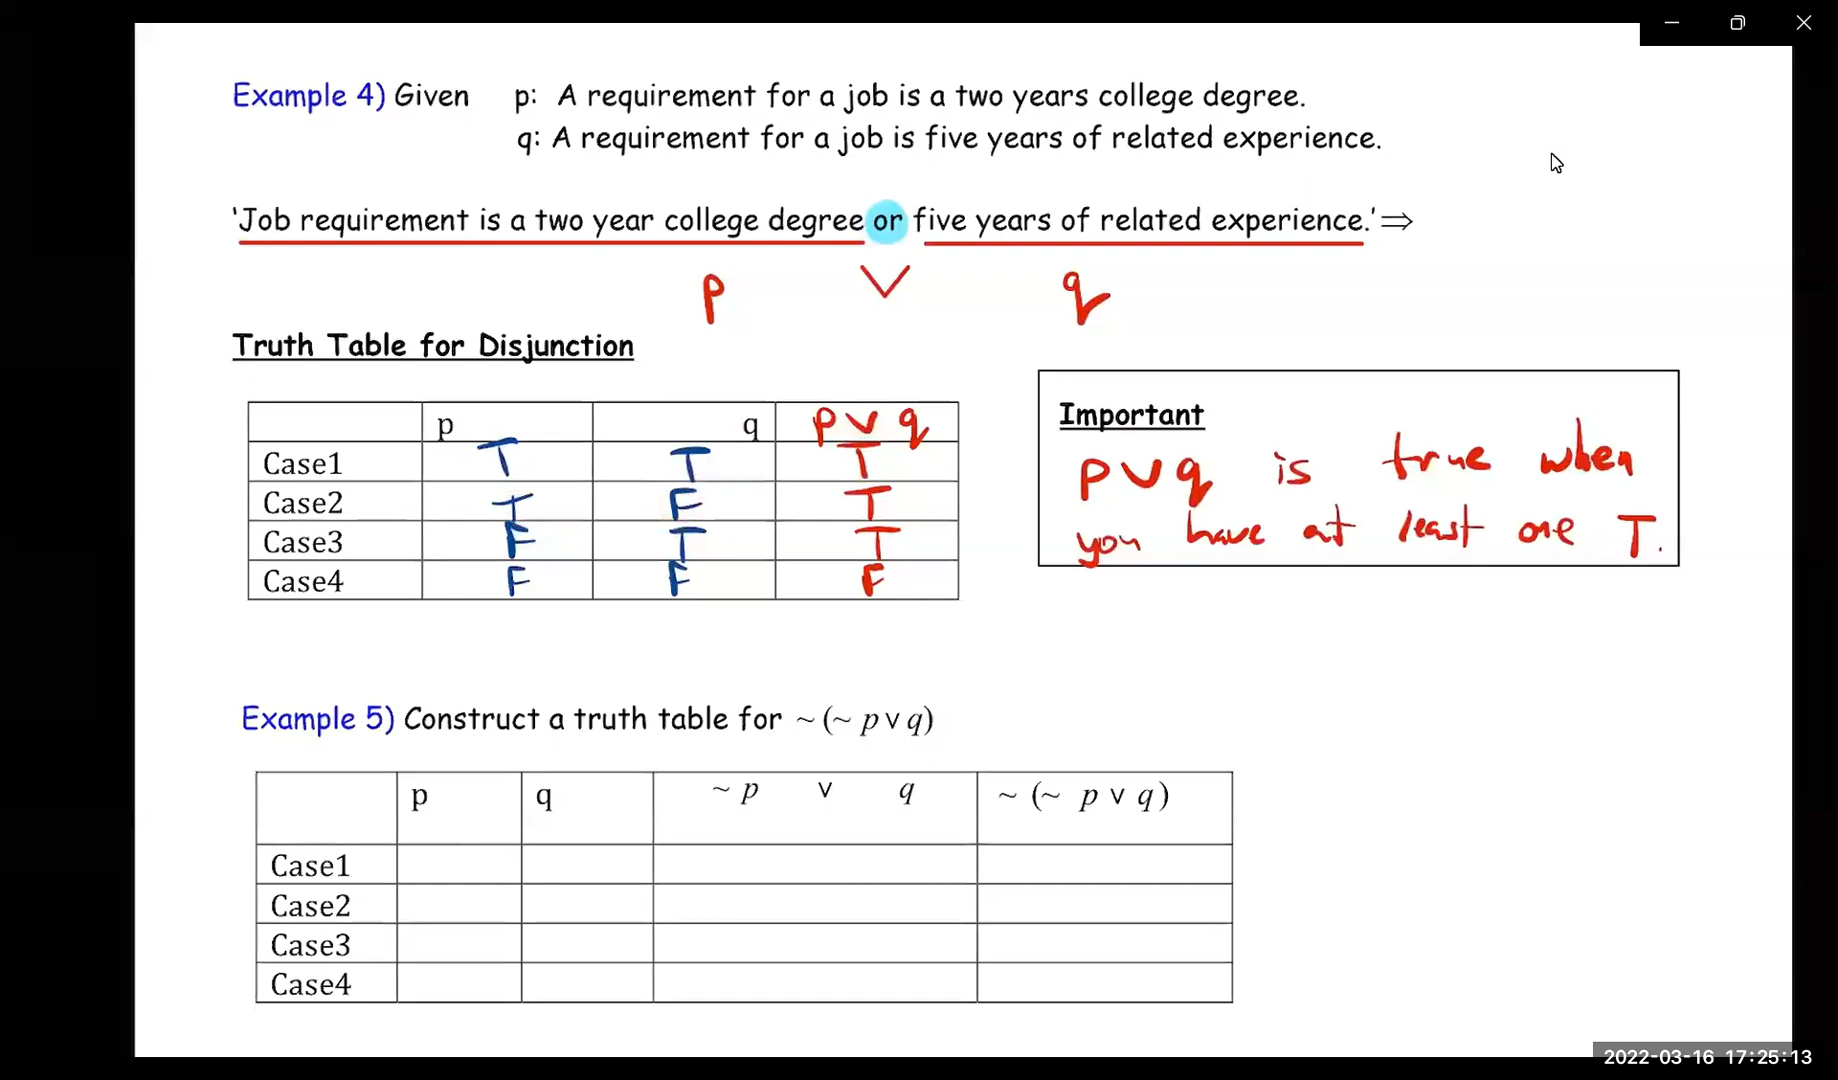 Example 4) Given p: A requirement for a job is a two years college degree.
q: A requirement for a job is five years of related experience.
'Job requirement is a two year college degree or five years of related experience.' ⇒
p ∨ q
Truth Table for Disjunction
p q p ∨ q
Case1 T T T
Case2 T F T
Case3 F T T
Case4 F F F
Important
p ∨ q is true when
you have at least one T.
Example 5) Construct a truth table for ~(~ p ∨ q)
p q ~ p ∨ q ~ (~ p ∨ q)
Case1
Case2
Case3
Case4
2022-03-16 17:25:13